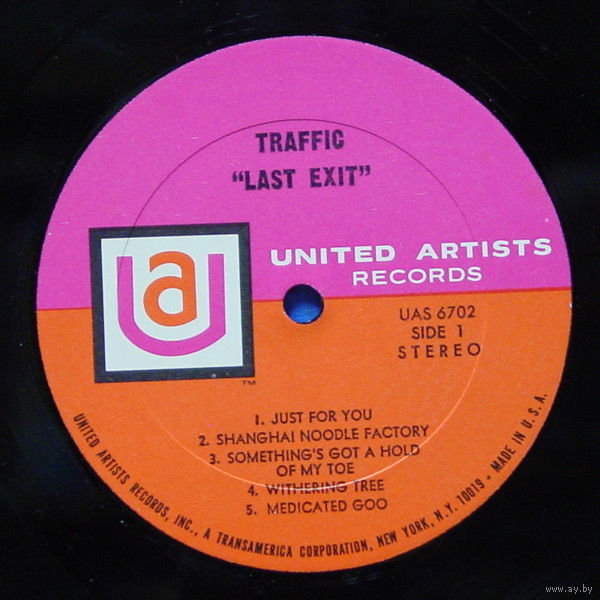 TRAFFIC
"LAST EXIT"
ua
TM
UNITED ARTISTS
RECORDS
UAS 6702
SIDE 1
STEREO
1. JUST FOR YOU
2. SHANGHAI NOODLE FACTORY
3. SOMETHING'S GOT A HOLD
OF MY TOE
4. WITHERING TREE
5. MEDICATED GOO
UNITED ARTISTS RECORDS, INC., A TRANSAMERICA CORPORATION, NEW YORK, N.Y. 10019 - MADE IN U.S.A.
www.ay.by